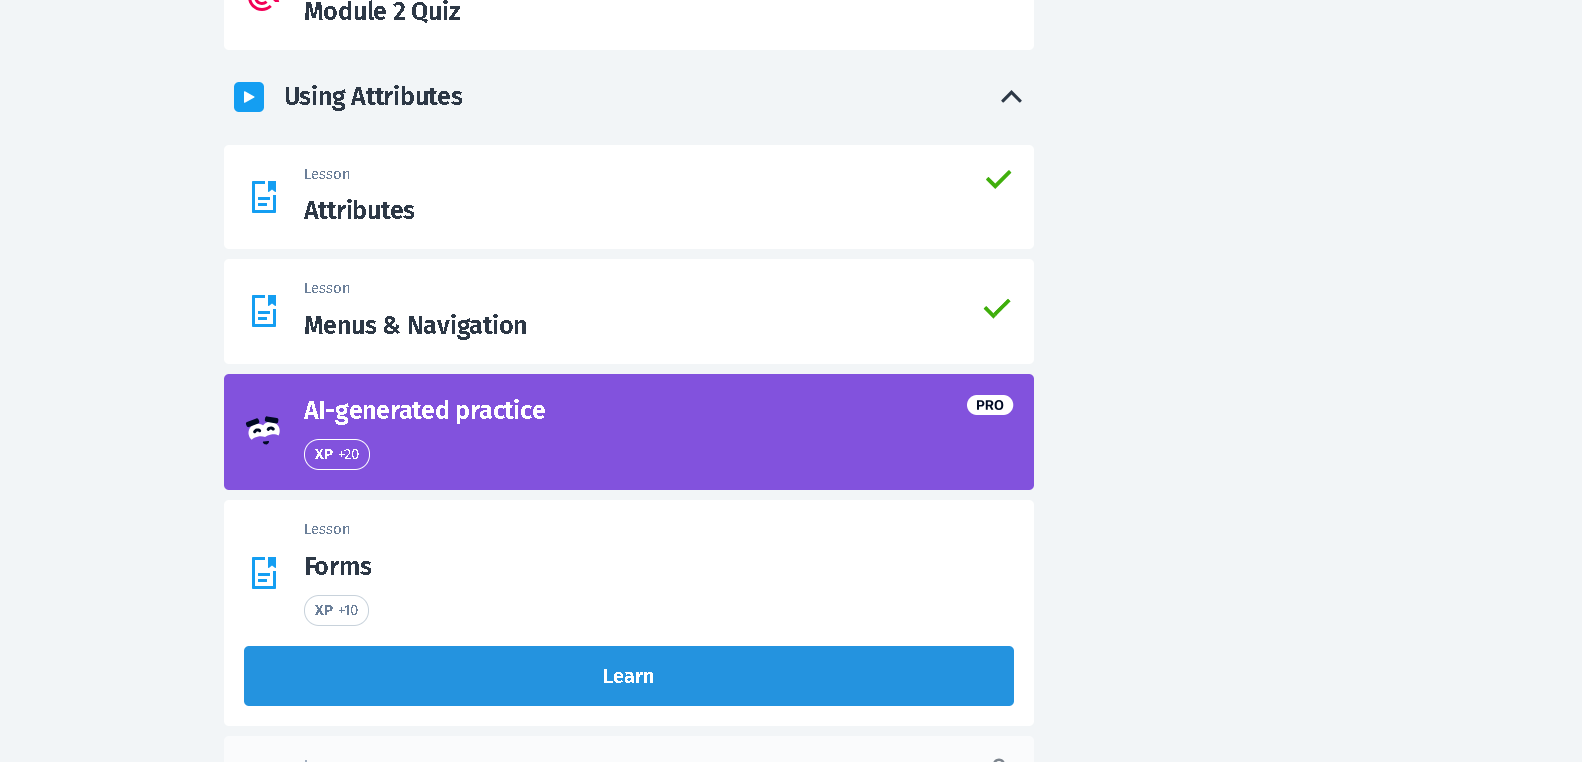 Module 2 Quiz
Using Attributes
Lesson
Attributes
Lesson
Menus & Navigation
AI-generated practice
PRO
XP +20
Lesson
Forms
XP +10
Learn